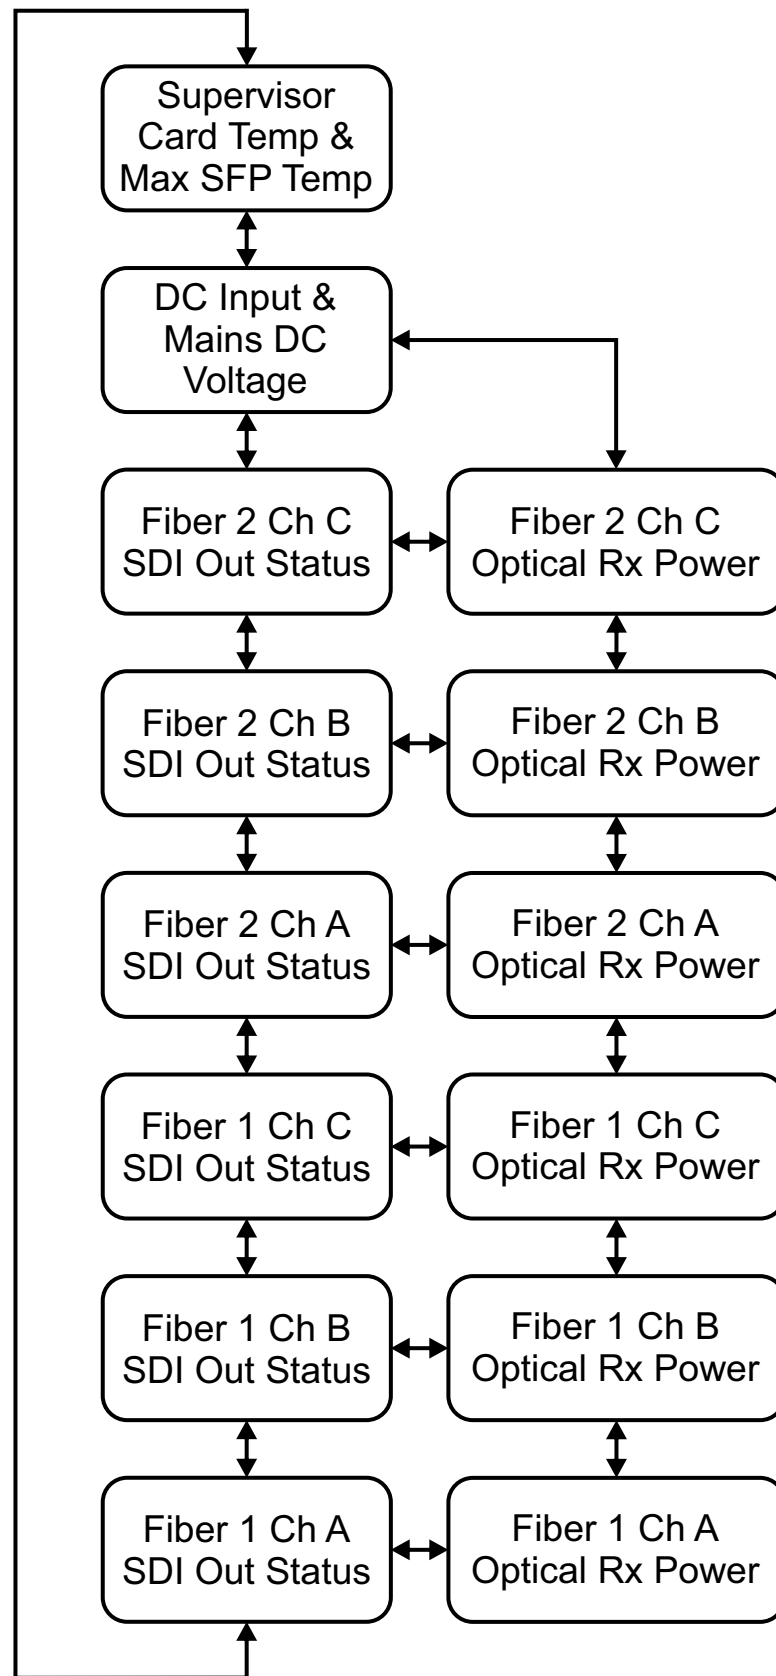 Supervisor
Card Temp &
Max SFP Temp
DC Input &
Mains DC
Voltage
Fiber 2 Ch C
SDI Out Status
Fiber 2 Ch C
Optical Rx Power
Fiber 2 Ch B
SDI Out Status
Fiber 2 Ch B
Optical Rx Power
Fiber 2 Ch A
SDI Out Status
Fiber 2 Ch A
Optical Rx Power
Fiber 1 Ch C
SDI Out Status
Fiber 1 Ch C
Optical Rx Power
Fiber 1 Ch B
SDI Out Status
Fiber 1 Ch B
Optical Rx Power
Fiber 1 Ch A
SDI Out Status
Fiber 1 Ch A
Optical Rx Power